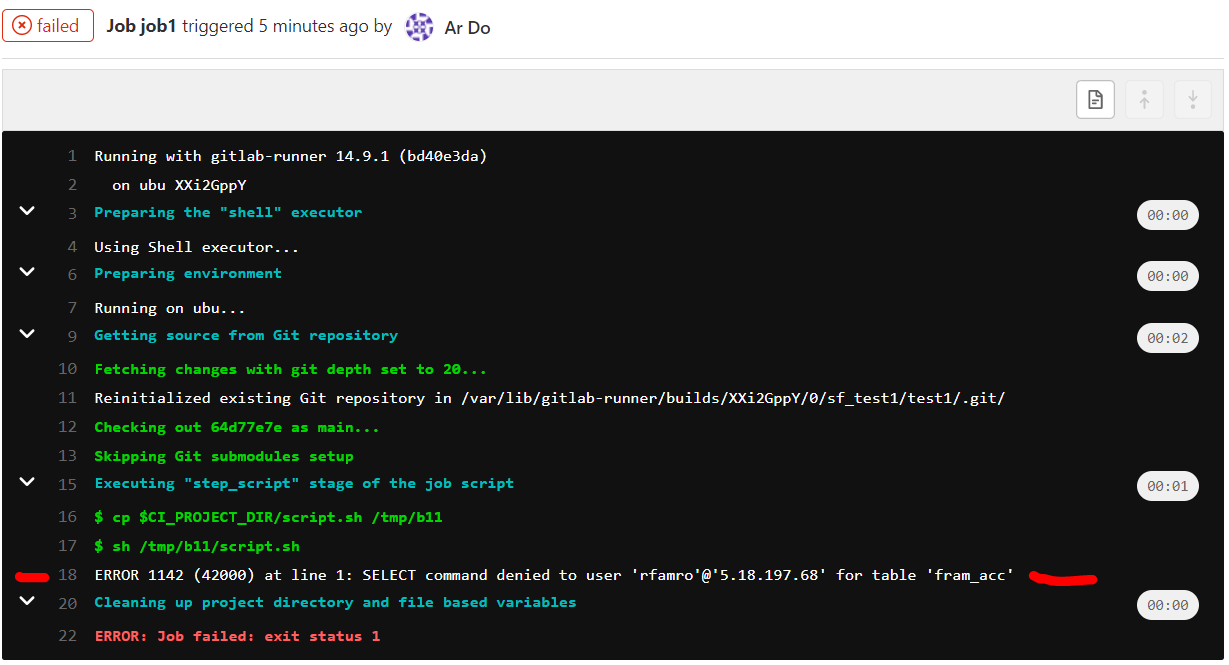 failed Job job1 triggered 5 minutes ago by Ar Do
1 Running with gitlab-runner 14.9.1 (bd40e3da)
2 on ubu XXi2GppY
3 Preparing the "shell" executor 00:00
4 Using Shell executor...
6 Preparing environment 00:00
7 Running on ubu...
9 Getting source from Git repository 00:02
10 Fetching changes with git depth set to 20...
11 Reinitialized existing Git repository in /var/lib/gitlab-runner/builds/XXi2GppY/0/sf_test1/test1/.git/
12 Checking out 64d77e7e as main...
13 Skipping Git submodules setup
15 Executing "step_script" stage of the job script 00:01
16 $ cp $CI_PROJECT_DIR/script.sh /tmp/b11
17 $ sh /tmp/b11/script.sh
18 ERROR 1142 (42000) at line 1: SELECT command denied to user 'rfamro'@'5.18.197.68' for table 'fram_acc'
20 Cleaning up project directory and file based variables 00:00
22 ERROR: Job failed: exit status 1